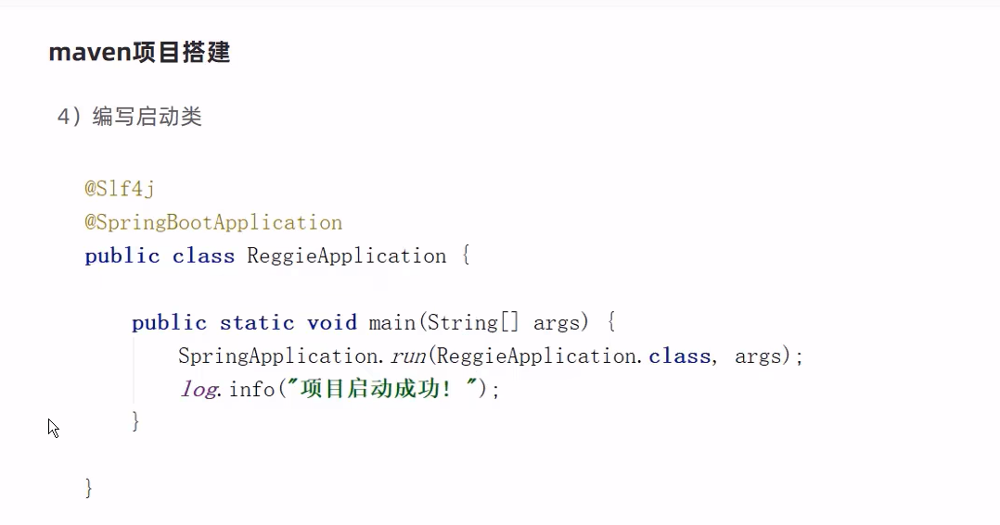 maven项目搭建
4）编写启动类
@Slf4j
@SpringBootApplication
public class ReggieApplication {
public static void main(String[] args) {
SpringApplication.run(ReggieApplication.class, args);
log.info("项目启动成功！");
}
}